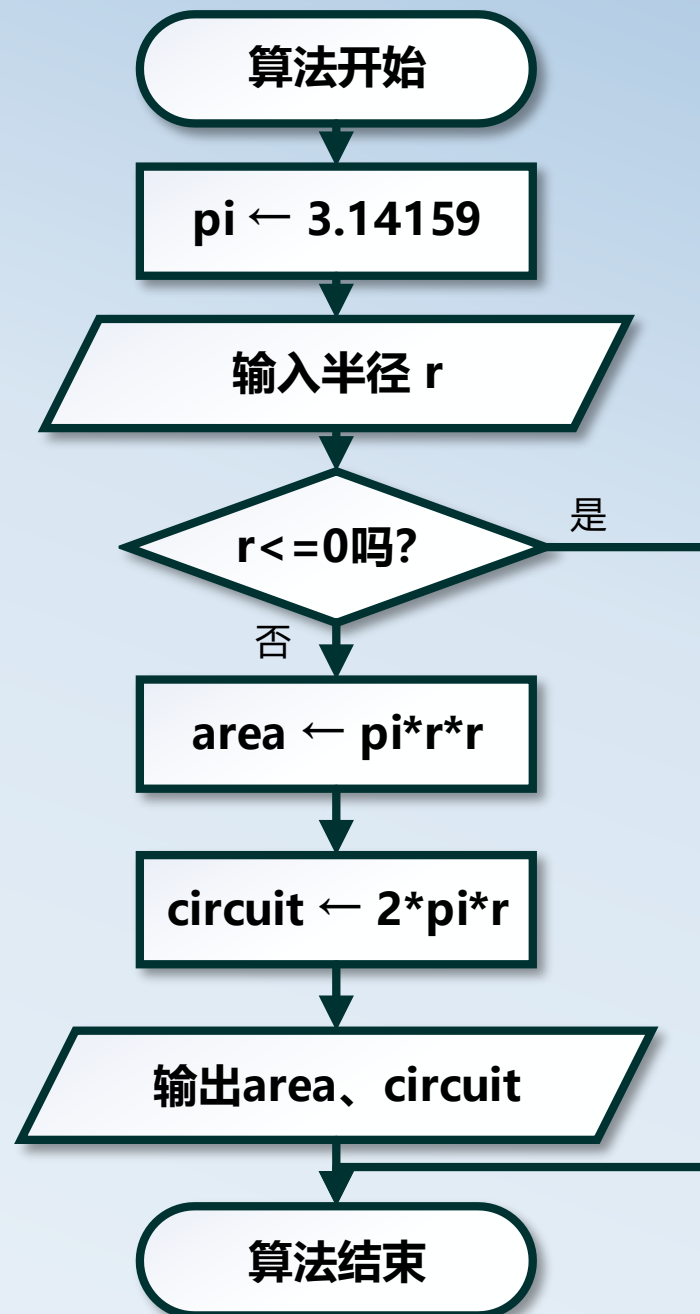 算法开始
pi ← 3.14159
输入半径 r
r<=0吗?
是
否
area ← pi*r*r
circuit ← 2*pi*r
输出area、circuit
算法结束